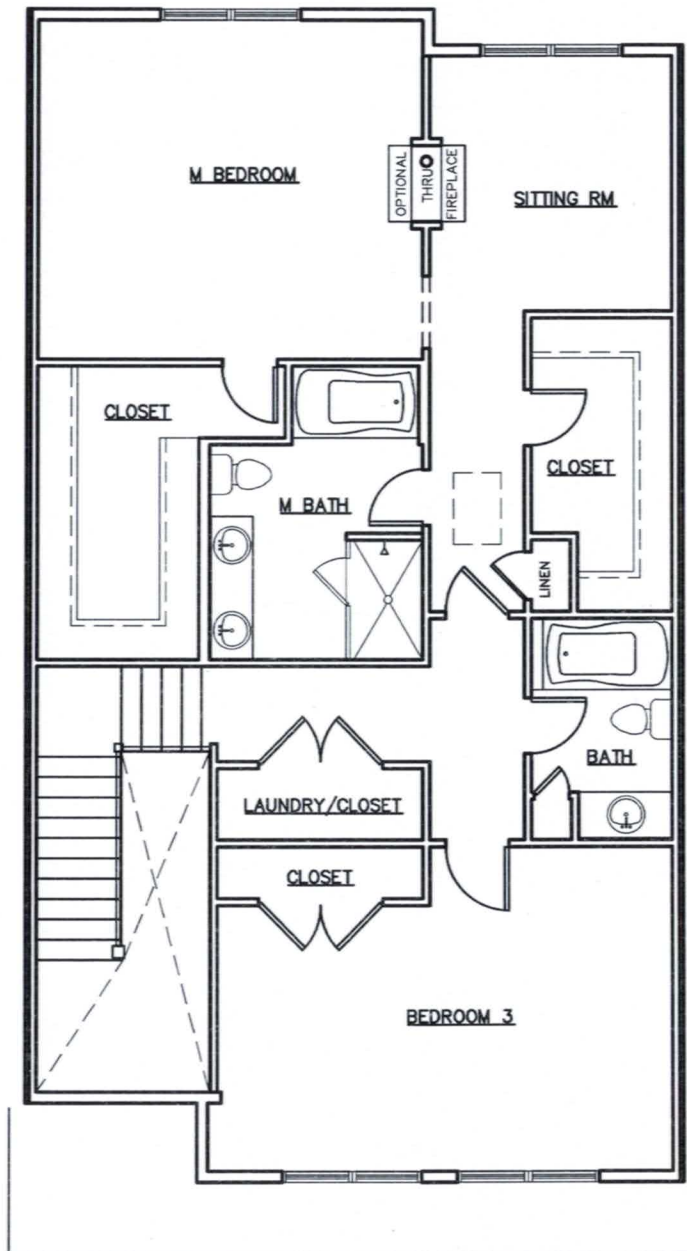 M BEDROOM
OPTIONAL
THRU
FIREPLACE
SITTING RM
CLOSET
CLOSET
M BATH
LINEN
BATH
LAUNDRY/CLOSET
CLOSET
BEDROOM 3